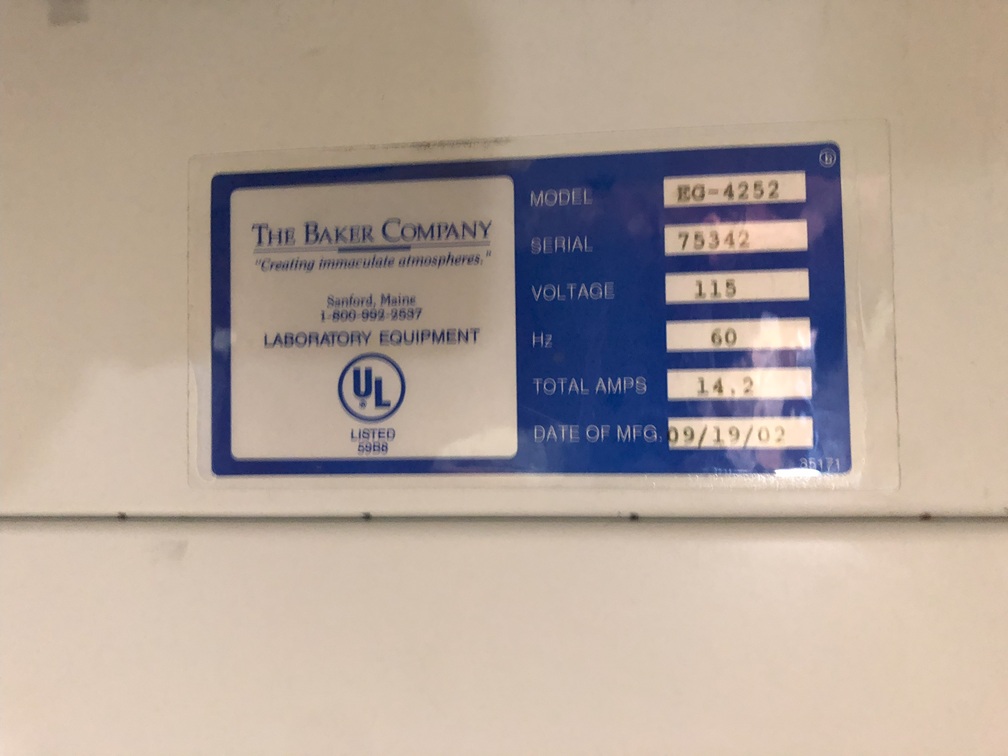 THE BAKER COMPANY
"Creating immaculate atmospheres."
Sanford, Maine
1-800-992-2537
LABORATORY EQUIPMENT
UL
®
LISTED
59B8
MODEL EG-4252
SERIAL 75342
VOLTAGE 115
Hz 60
TOTAL AMPS 14.2
DATE OF MFG. 09/19/02
35171